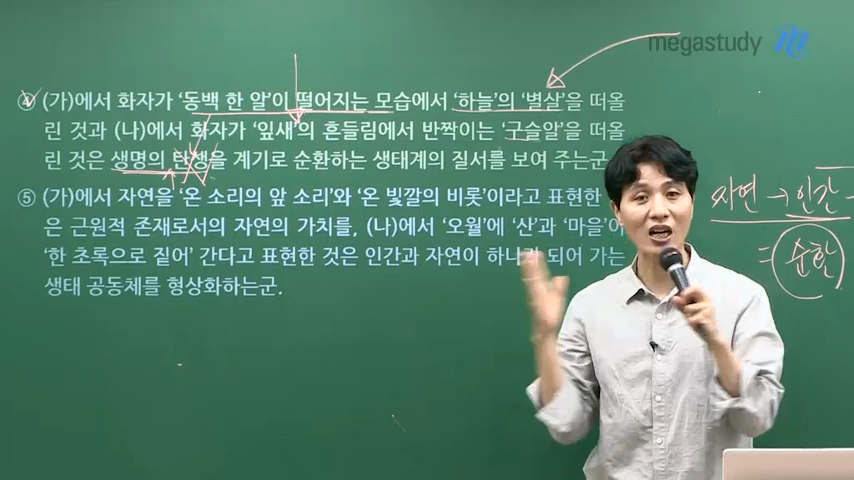 megastudy
④ (가)에서 화자가 '동백 한 알'이 떨어지는 모습에서 '하늘'의 '별살'을 떠올
린 것과 (나)에서 화자가 '잎새'의 흔들림에서 반짝이는 '구슬알'을 떠올
린 것은 생명의 탄생을 계기로 순환하는 생태계의 질서를 보여 주는군
⑤ (가)에서 자연을 '온 소리의 앞 소리'와 '온 빛깔의 비롯'이라고 표현한
은 근원적 존재로서의 자연의 가치를, (나)에서 '오월'에 '산'과 '마을'이
'한 초록으로 짙어' 간다고 표현한 것은 인간과 자연이 하나가 되어 가는
생태 공동체를 형상화하는군.
자연 → 인간 →
= 순환